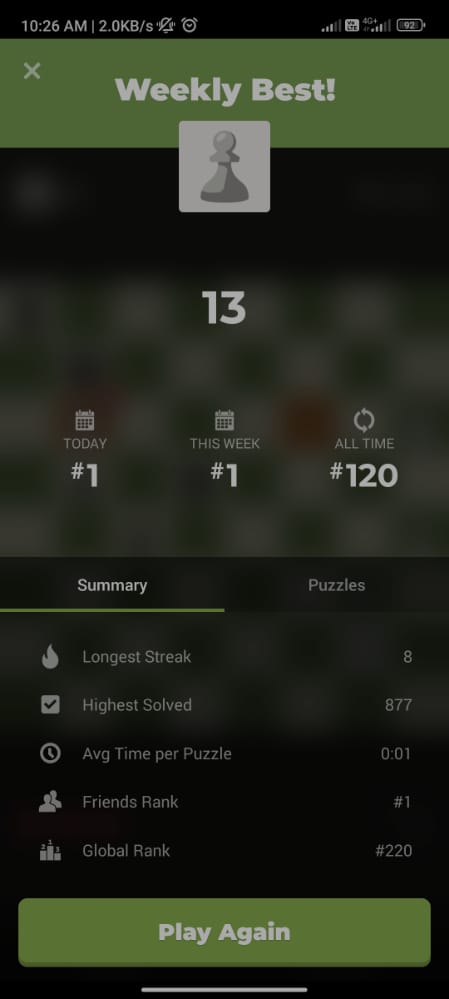 10:26 AM | 2.0KB/s
Vo LTE 4G+ 92
Weekly Best!
13
TODAY
THIS WEEK
ALL TIME
#1
#1
#120
Summary
Puzzles
Longest Streak 8
Highest Solved 877
Avg Time per Puzzle 0:01
Friends Rank #1
Global Rank #220
Play Again